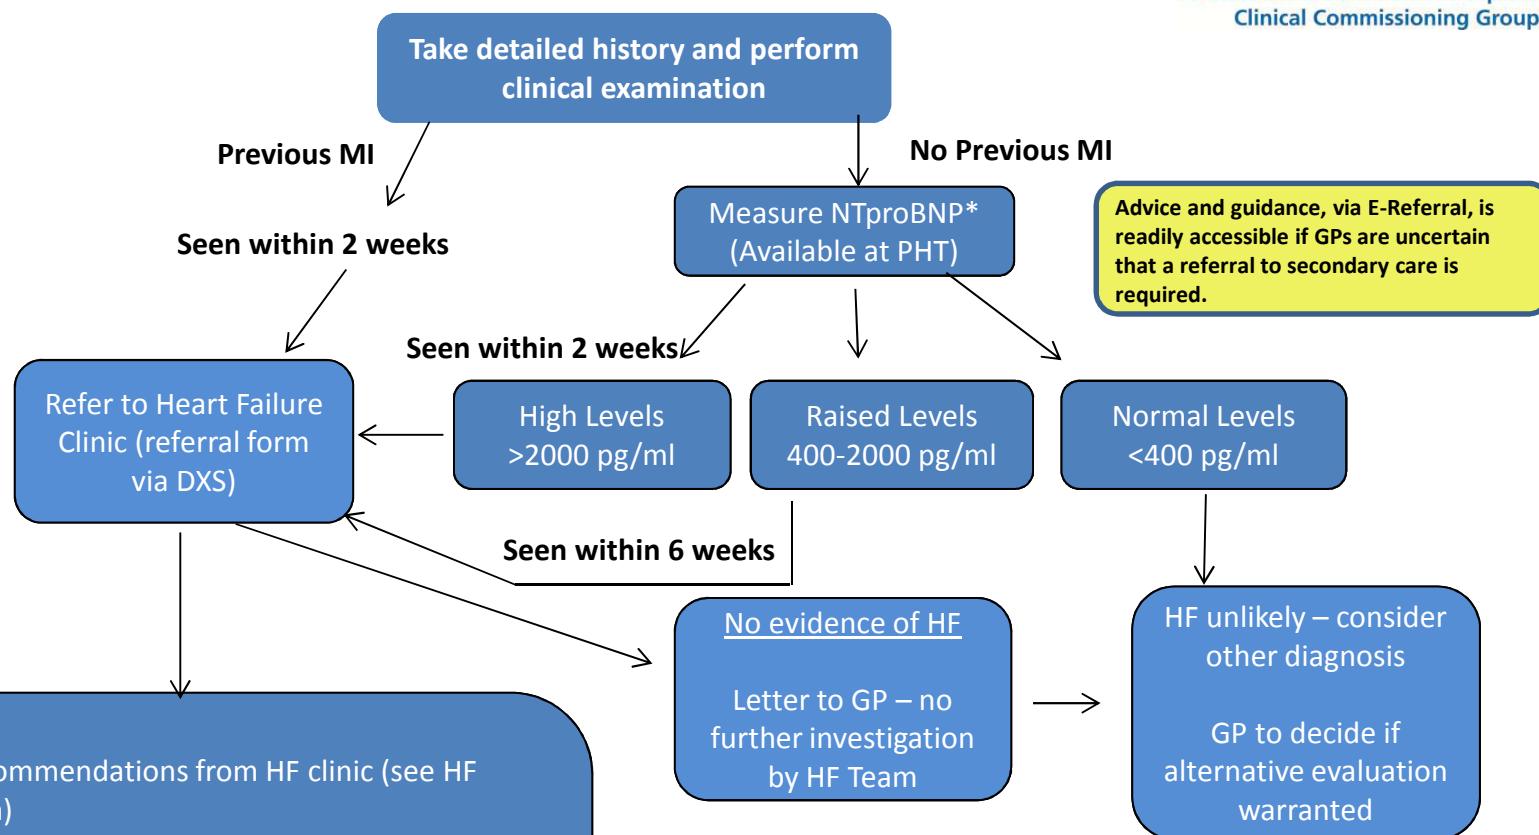 Clinical Commissioning Group
Take detailed history and perform
clinical examination
Previous MI
No Previous MI
Measure NTproBNP*
(Available at PHT)
Advice and guidance, via E-Referral, is
readily accessible if GPs are uncertain
that a referral to secondary care is
required.
Seen within 2 weeks
Seen within 2 weeks
Refer to Heart Failure
Clinic (referral form
via DXS)
High Levels
>2000 pg/ml
Raised Levels
400-2000 pg/ml
Normal Levels
<400 pg/ml
Seen within 6 weeks
No evidence of HF
Letter to GP – no
further investigation
by HF Team
HF unlikely – consider
other diagnosis
GP to decide if
alternative evaluation
warranted
ommendations from HF clinic (see HF
)